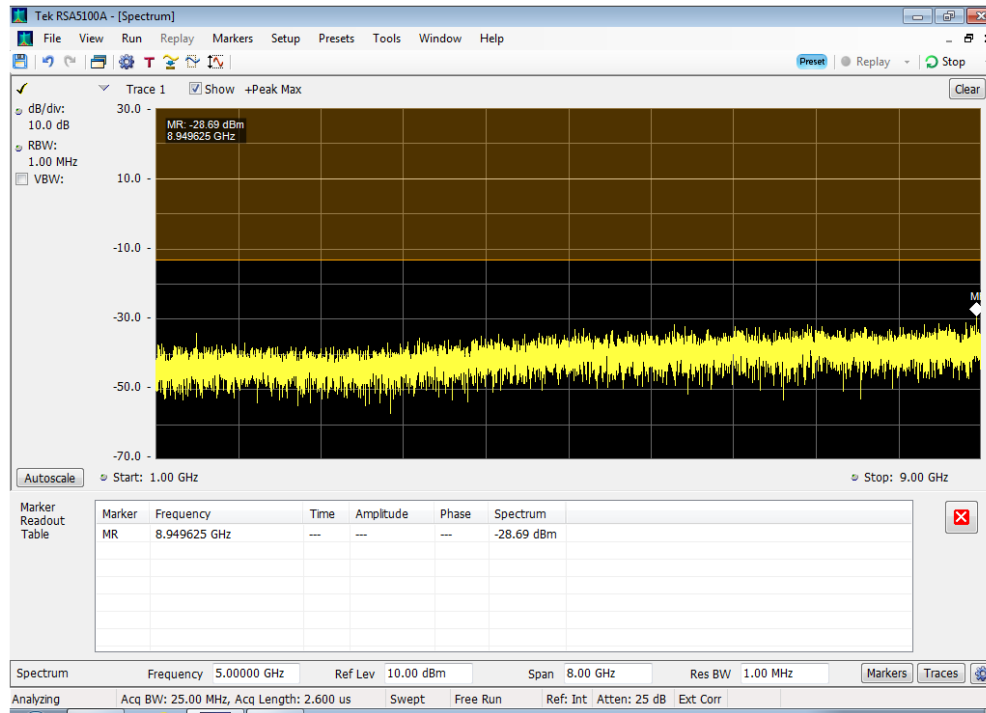 Tek RSA5100A - [Spectrum]
File View Run Replay Markers Setup Presets Tools Window Help
T Preset Replay Stop
Trace 1 Show +Peak Max Clear
dB/div:
10.0 dB
RBW:
1.00 MHz
VBW:
30.0
10.0
-10.0
-30.0
-50.0
-70.0
MR: -28.69 dBm
8.949625 GHz
Autoscale Start: 1.00 GHz Stop: 9.00 GHz
Marker Readout Table
Marker Frequency Time Amplitude Phase Spectrum
MR 8.949625 GHz --- --- --- -28.69 dBm
Spectrum Frequency 5.00000 GHz Ref Lev 10.00 dBm Span 8.00 GHz Res BW 1.00 MHz Markers Traces
Analyzing Acq BW: 25.00 MHz, Acq Length: 2.600 us Swept Free Run Ref: Int Atten: 25 dB Ext Corr